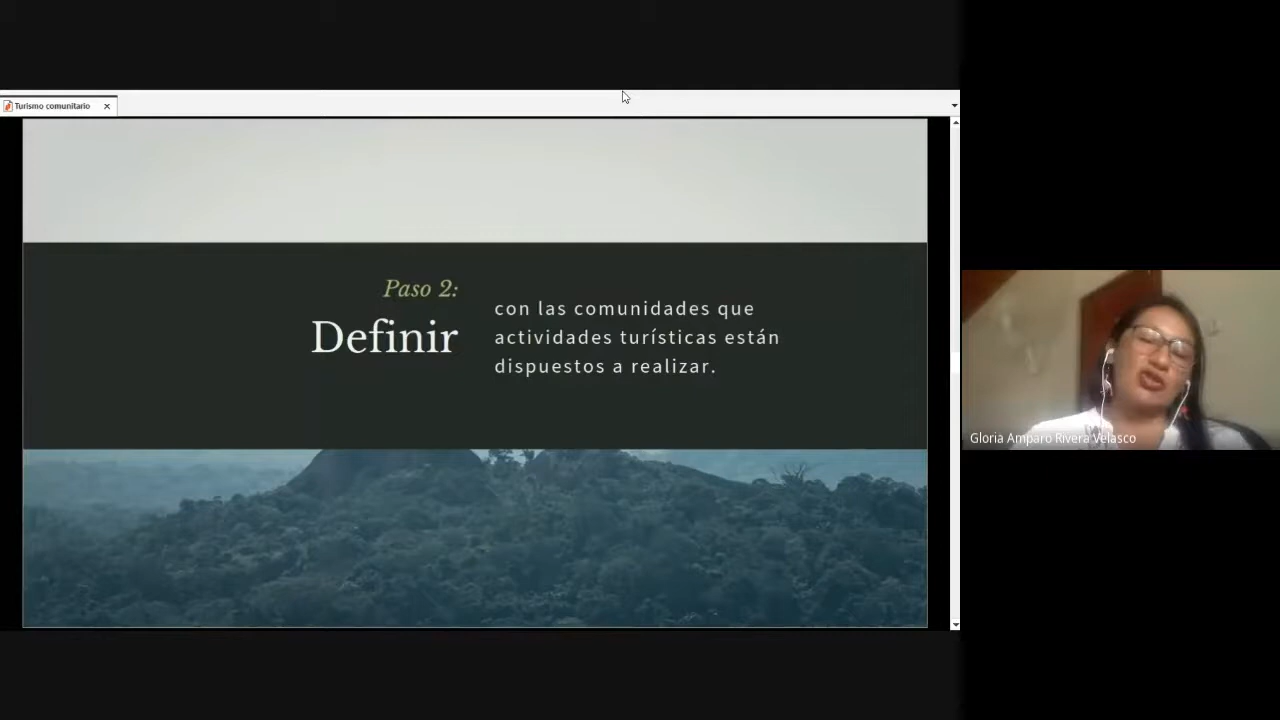 Turismo comunitario
Paso 2:
Definir
con las comunidades que
actividades turísticas están
dispuestos a realizar.
Gloria Amparo Rivera Velasco